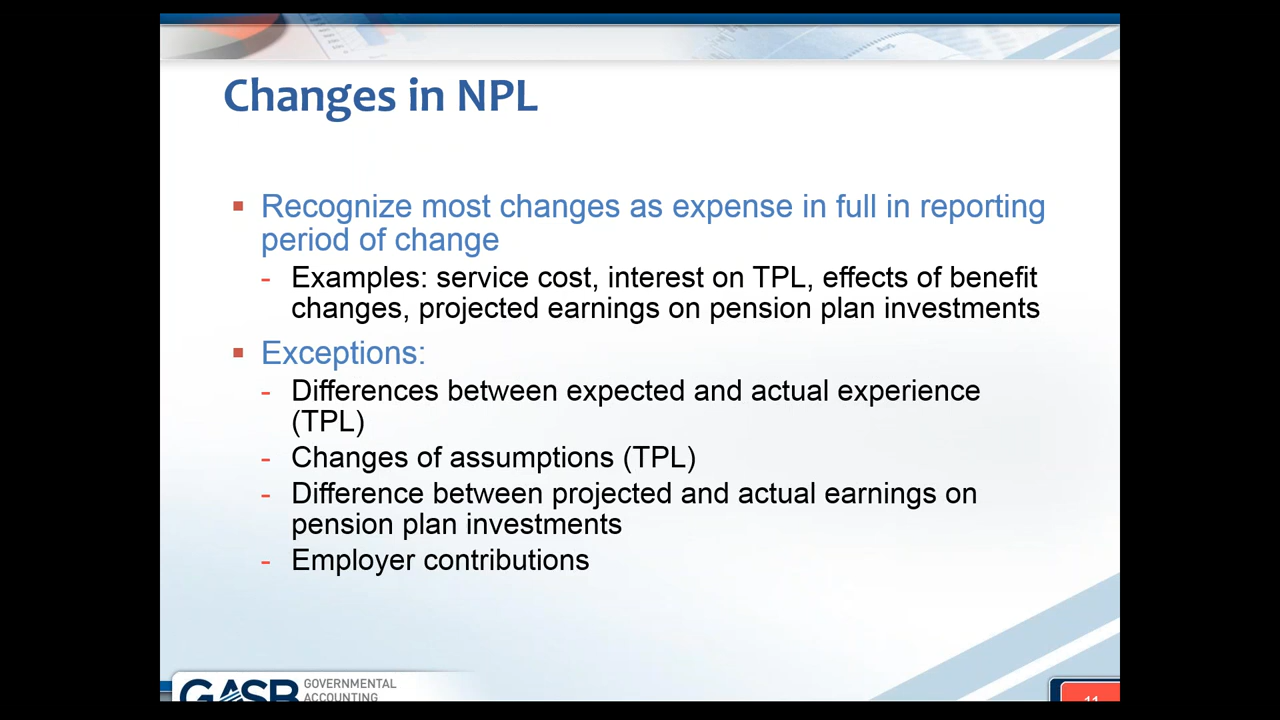 Changes in NPL
▪ Recognize most changes as expense in full in reporting
period of change
- Examples: service cost, interest on TPL, effects of benefit
changes, projected earnings on pension plan investments
▪ Exceptions:
- Differences between expected and actual experience
(TPL)
- Changes of assumptions (TPL)
- Difference between projected and actual earnings on
pension plan investments
- Employer contributions
GASB GOVERNMENTAL
ACCOUNTING
11